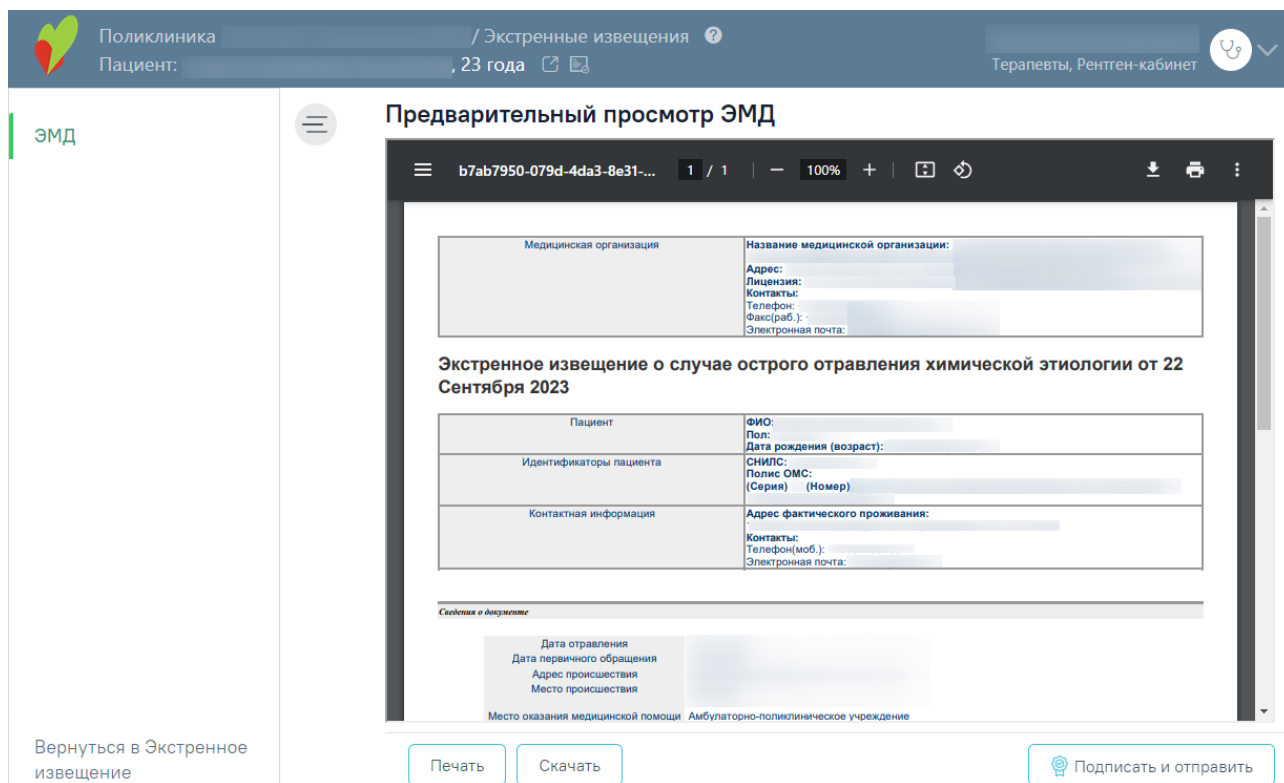 Поликлиника / Экстренные извещения ?
Пациент: , 23 года
Терапевты, Рентген-кабинет
ЭМД
Предварительный просмотр ЭМД
b7ab7950-079d-4da3-8e31-... 1 / 1 | − 100% + |
Медицинская организация Название медицинской организации:
Адрес:
Лицензия:
Контакты:
Телефон:
Факс(раб.):
Электронная почта:
Экстренное извещение о случае острого отравления химической этиологии от 22
Сентября 2023
Пациент ФИО:
Пол:
Дата рождения (возраст):
Идентификаторы пациента СНИЛС:
Полис ОМС:
(Серия) (Номер)
Контактная информация Адрес фактического проживания:
Контакты:
Телефон(моб.):
Электронная почта:
Сведения о документе
Дата отравления
Дата первичного обращения
Адрес происшествия
Место происшествия
Место оказания медицинской помощи Амбулаторно-поликлиническое учреждение
Вернуться в Экстренное
извещение
Печать Скачать Подписать и отправить